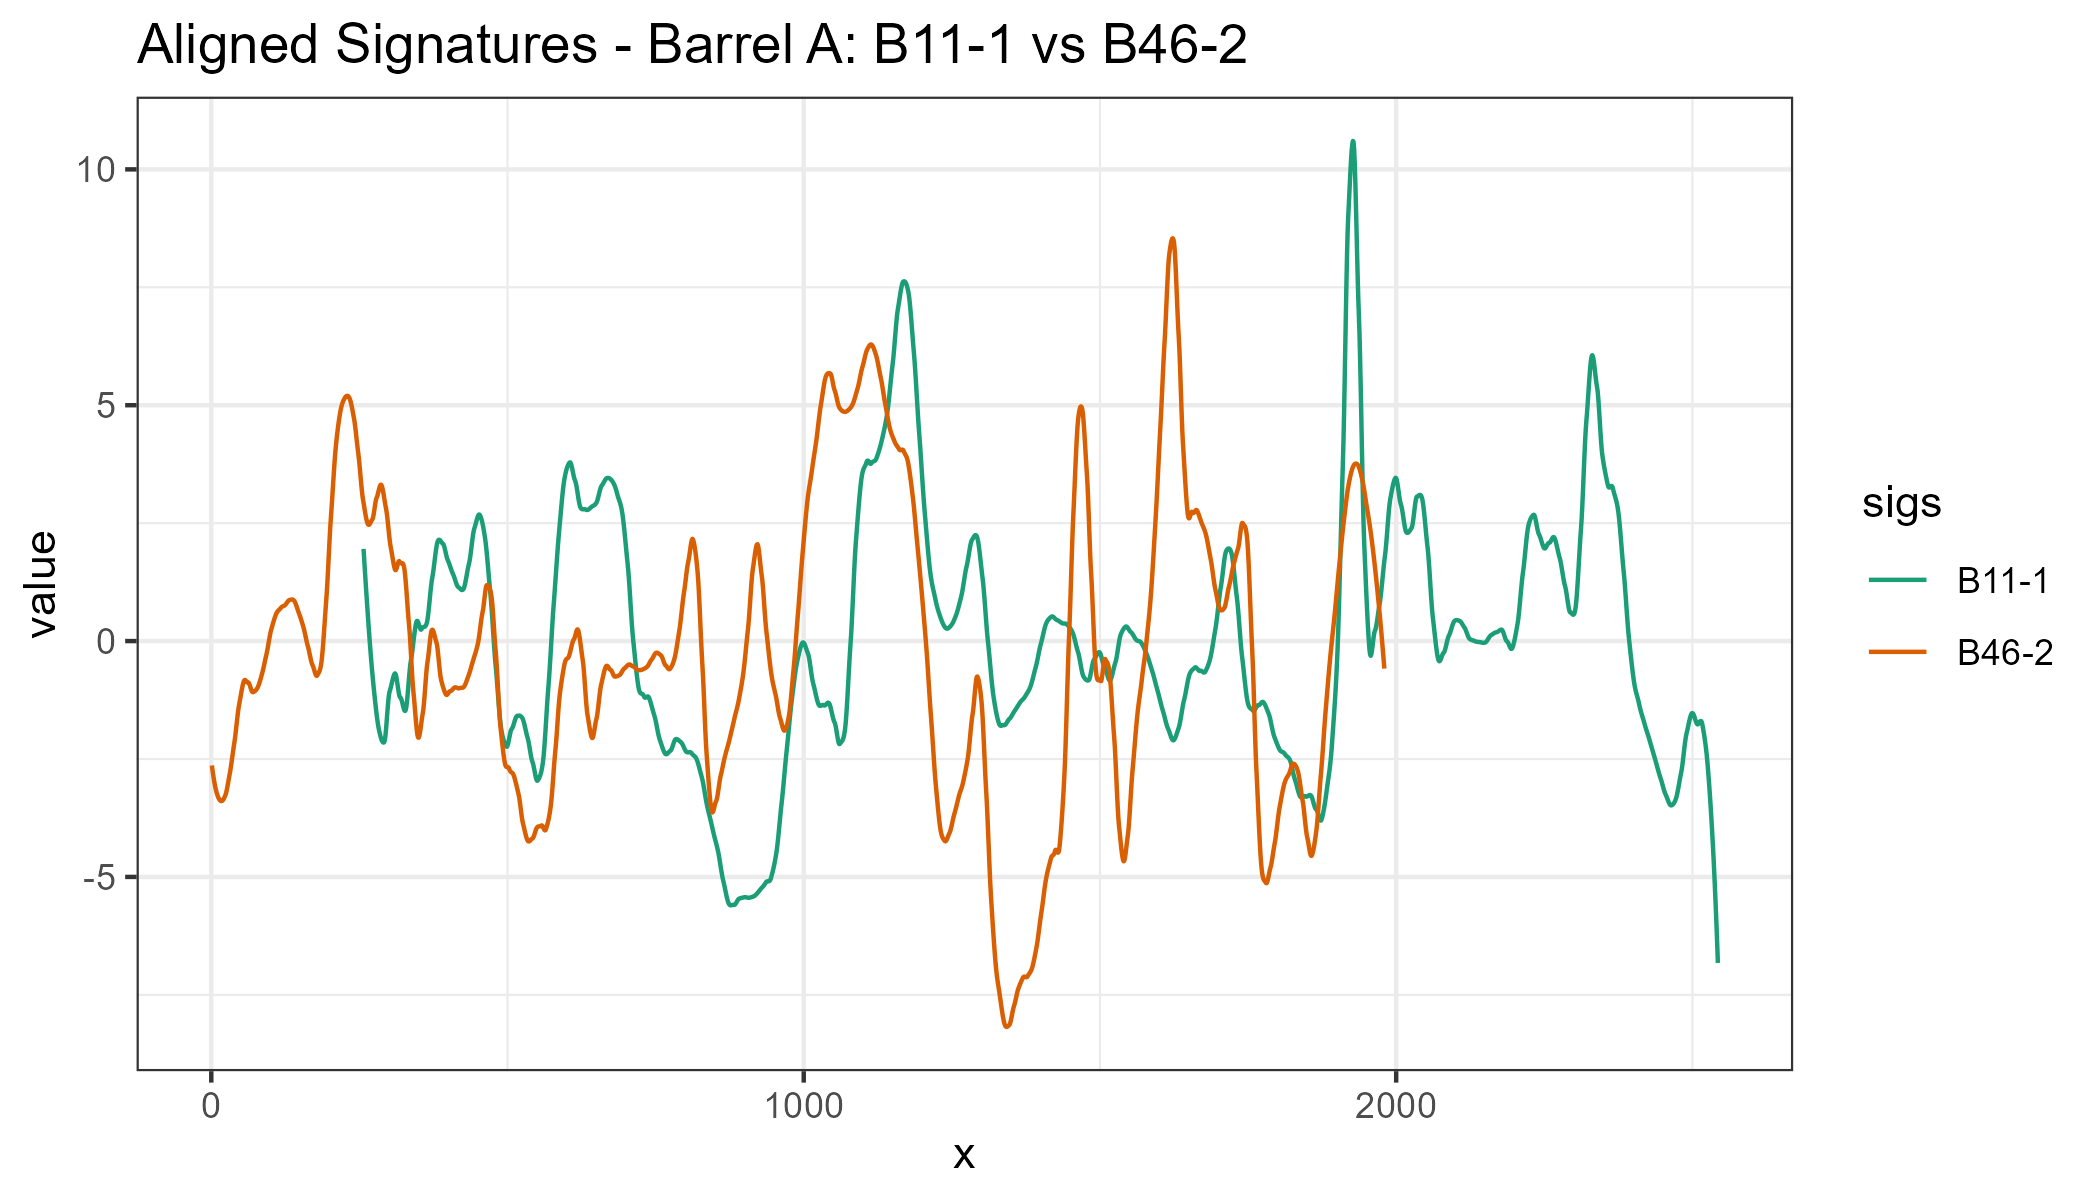 Aligned Signatures - Barrel A: B11-1 vs B46-2
10
5
0
-5
value
0 1000 2000
x
sigs
B11-1
B46-2